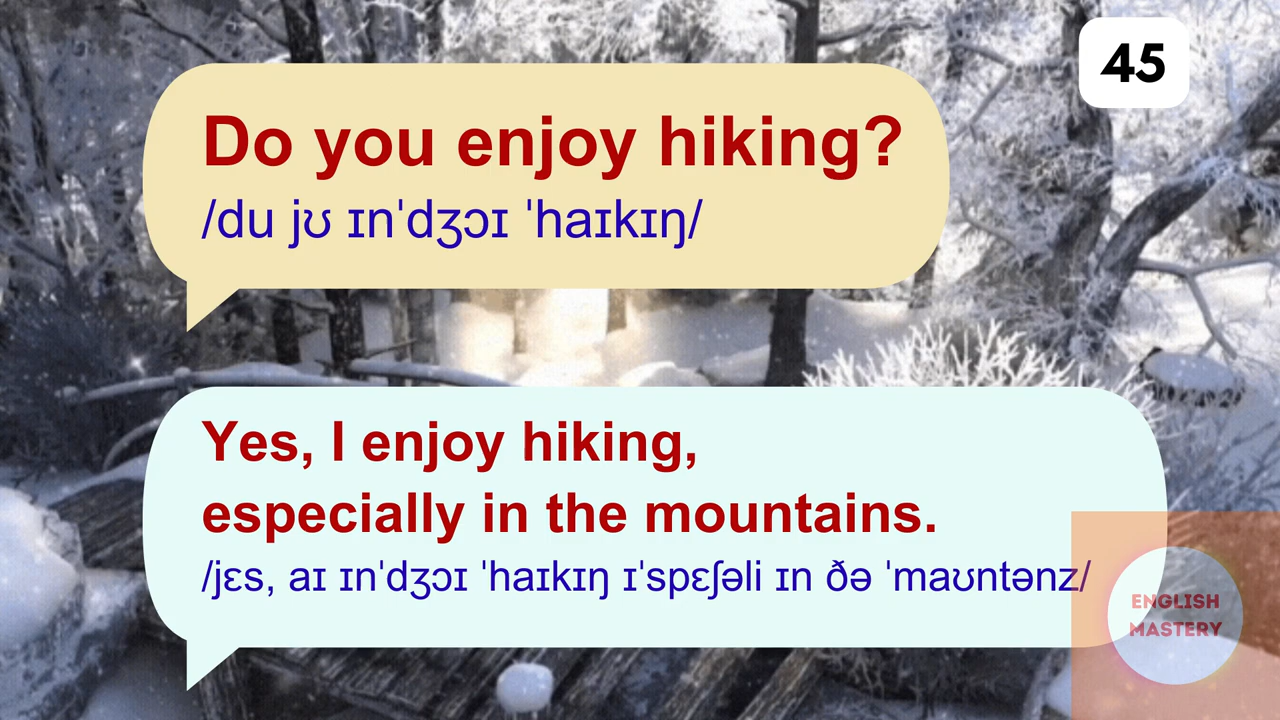 45
Do you enjoy hiking?
/du jʊ ɪnˈdʒɔɪ ˈhaɪkɪŋ/
Yes, I enjoy hiking,
especially in the mountains.
/jɛs, aɪ ɪnˈdʒɔɪ ˈhaɪkɪŋ ɪˈspɛʃəli ɪn ðə ˈmaʊntənz/
ENGLISH
MASTERY